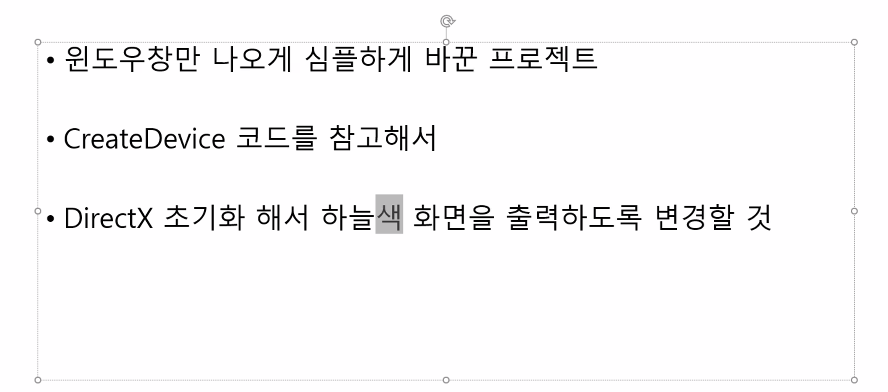 • 윈도우창만 나오게 심플하게 바꾼 프로젝트
• CreateDevice 코드를 참고해서
• DirectX 초기화 해서 하늘색 화면을 출력하도록 변경할 것